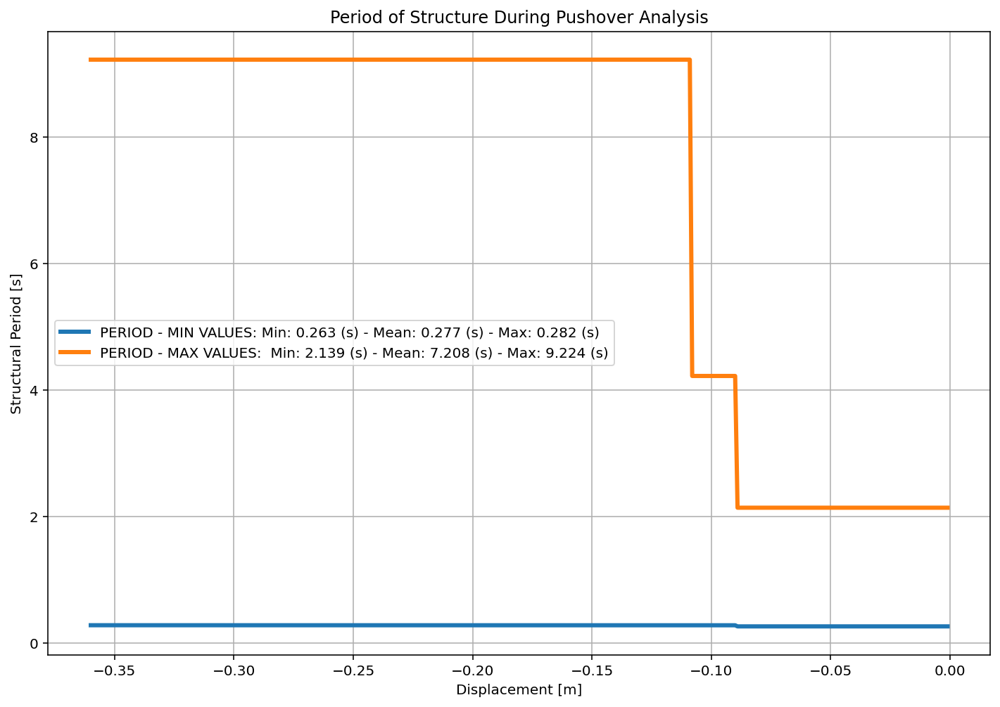 Period of Structure During Pushover Analysis
Structural Period [s]
8
6
4
2
0
PERIOD - MIN VALUES: Min: 0.263 (s) - Mean: 0.277 (s) - Max: 0.282 (s)
PERIOD - MAX VALUES:  Min: 2.139 (s) - Mean: 7.208 (s) - Max: 9.224 (s)
−0.35 −0.30 −0.25 −0.20 −0.15 −0.10 −0.05 0.00
Displacement [m]